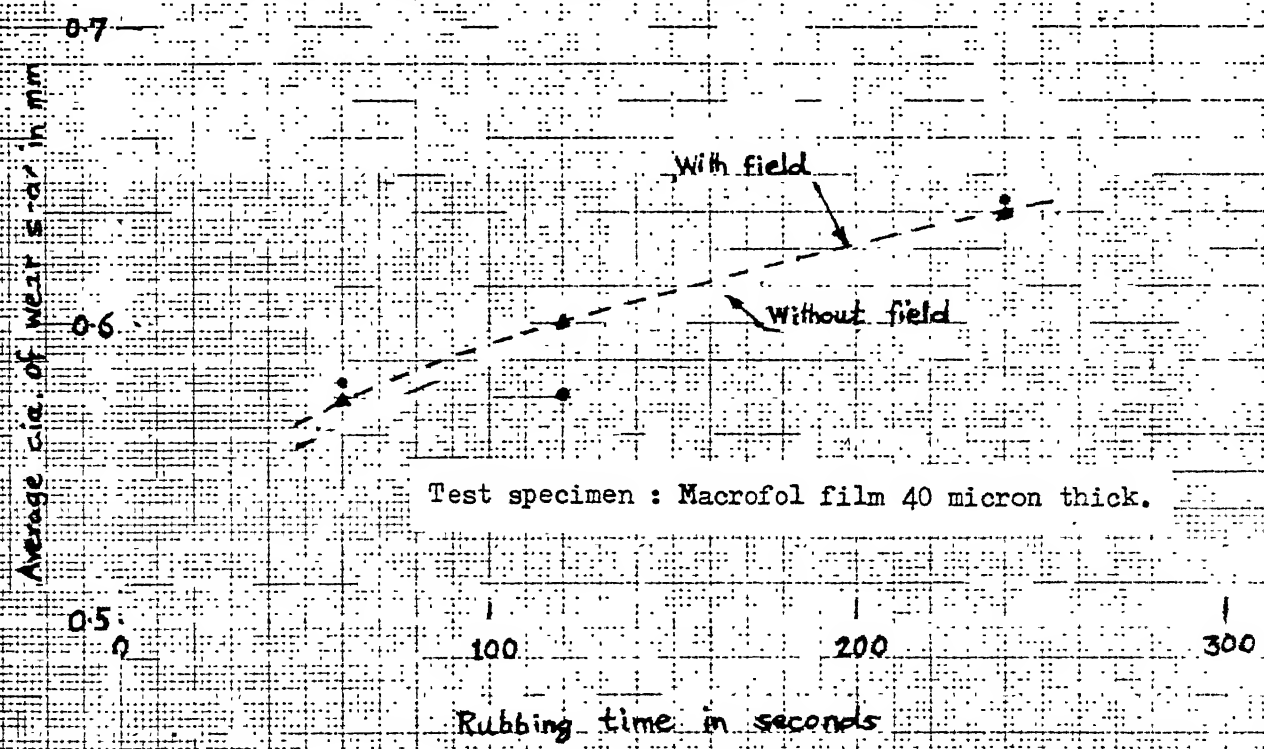 0.7
Average dia. of wear scar in mm
With field
0.6
Without field
Test specimen : Macrofol film 40 micron thick.
0.5
0 100 200 300
Rubbing time in seconds